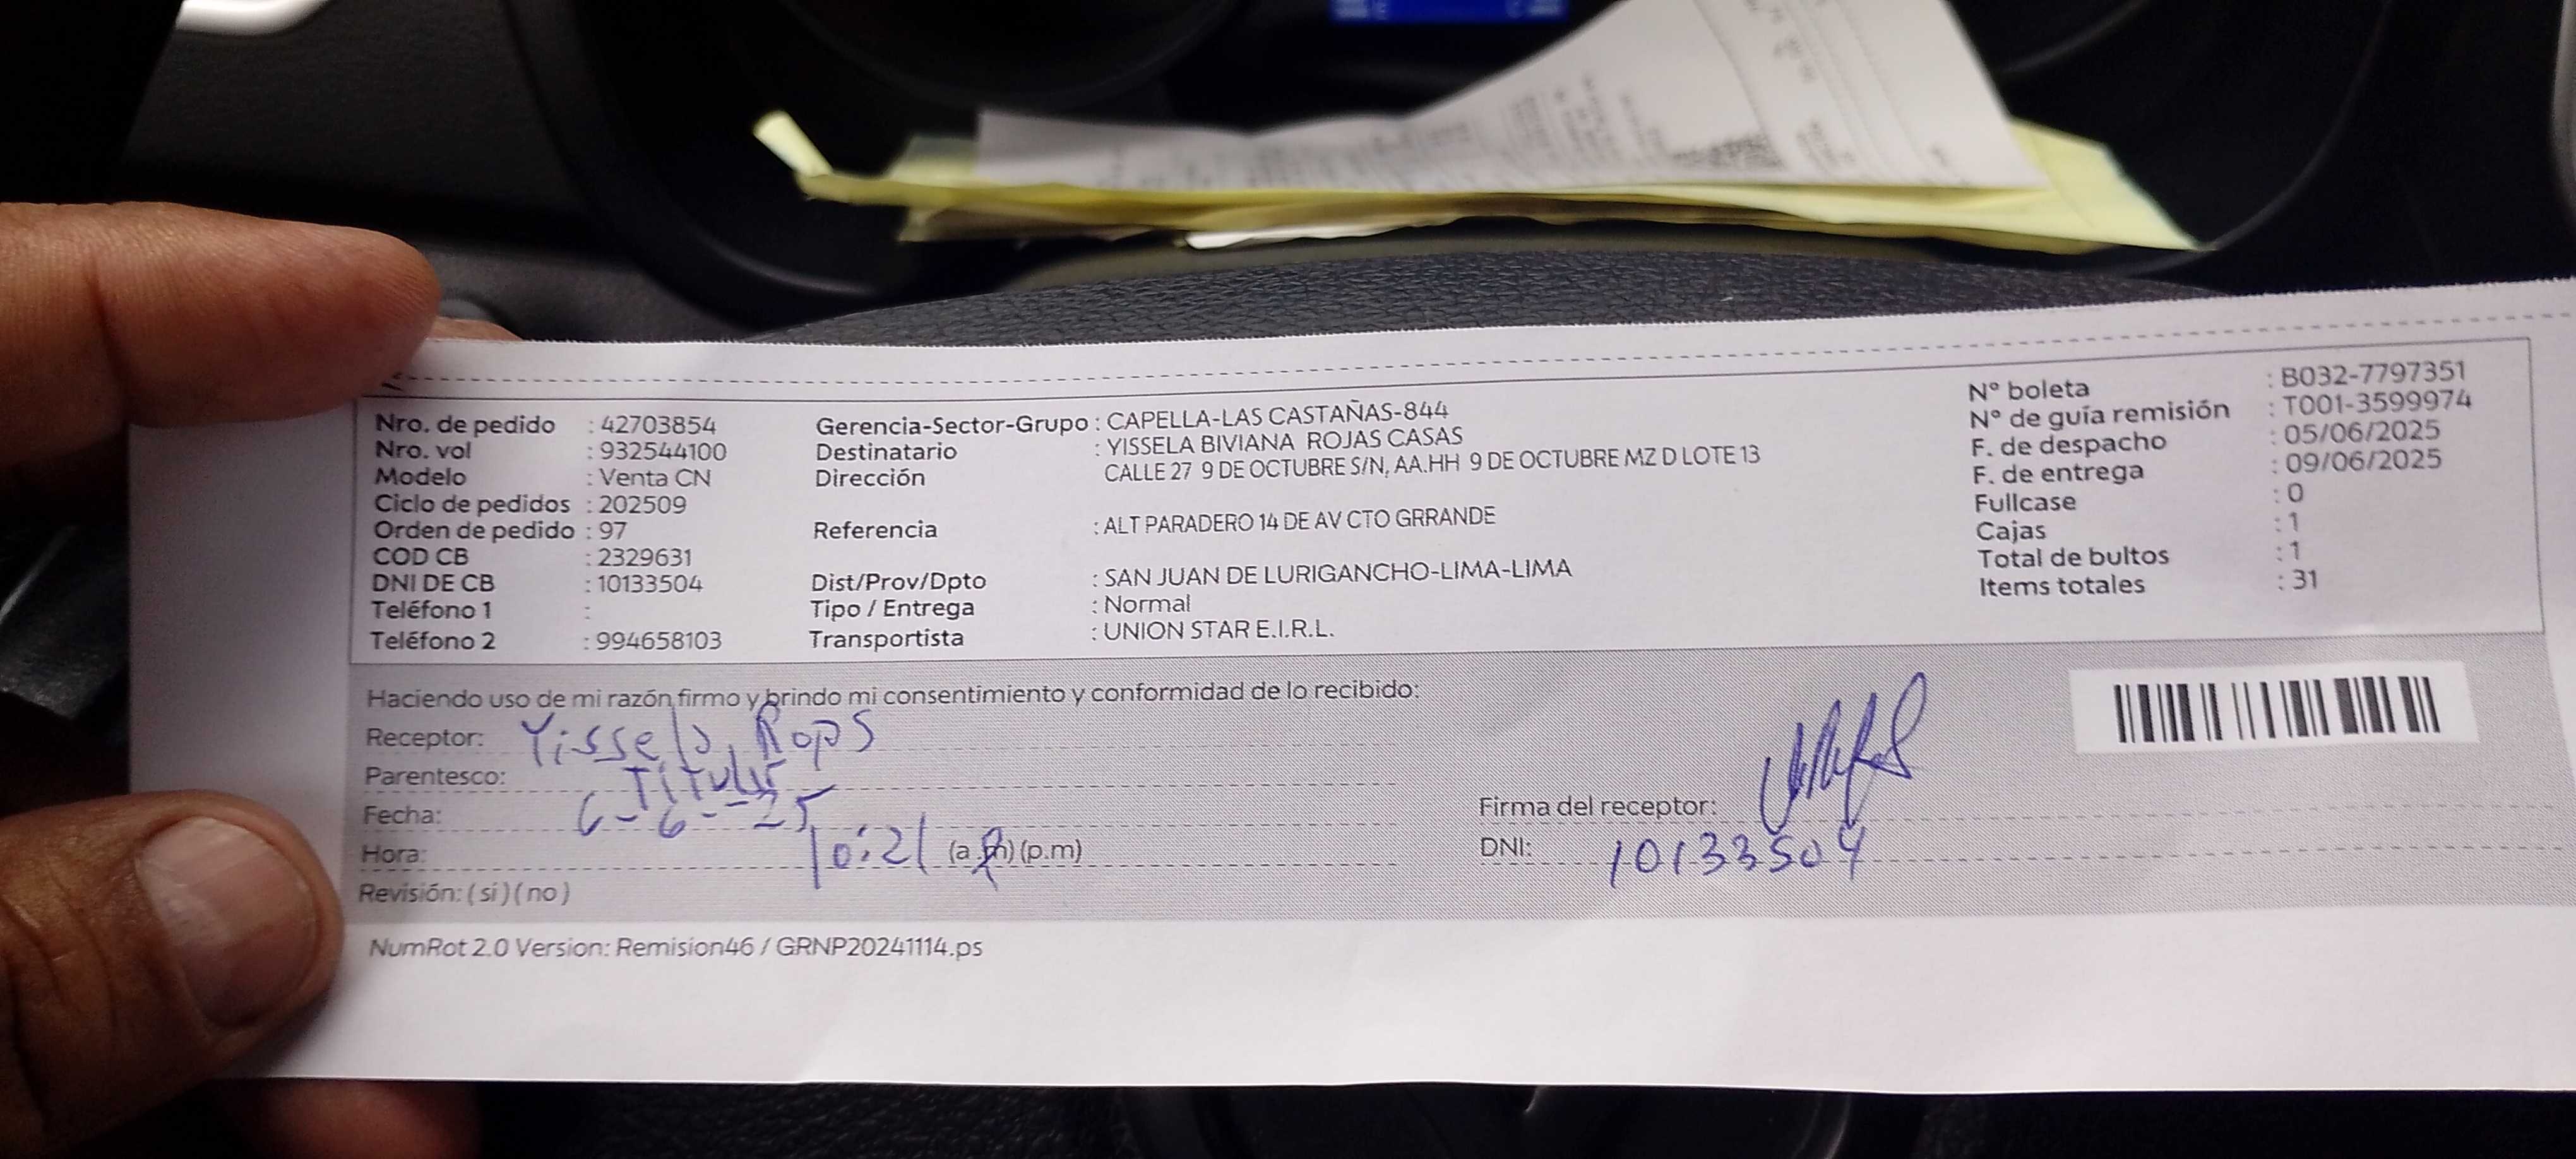 Nro. de pedido : 42703854
Nro. vol : 932544100
Modelo : Venta CN
Ciclo de pedidos : 202509
Orden de pedido : 97
COD CB : 2329631
DNI DE CB : 10133504
Teléfono 1 :
Teléfono 2 : 994658103
Gerencia-Sector-Grupo : CAPELLA-LAS CASTAÑAS-844
Destinatario : YISSELA BIVIANA ROJAS CASAS
Dirección CALLE 27 9 DE OCTUBRE S/N, AA.HH 9 DE OCTUBRE MZ D LOTE 13
Referencia : ALT PARADERO 14 DE AV CTO GRRANDE
Dist/Prov/Dpto : SAN JUAN DE LURIGANCHO-LIMA-LIMA
Tipo / Entrega : Normal
Transportista : UNION STAR E.I.R.L.
N° boleta : B032-7797351
N° de guía remisión : T001-3599974
F. de despacho : 05/06/2025
F. de entrega : 09/06/2025
Fullcase : 0
Cajas : 1
Total de bultos : 1
Items totales : 31
Haciendo uso de mi razón firmo y brindo mi consentimiento y conformidad de lo recibido:
Receptor: Yissela Rojas
Parentesco: Titular
Fecha: 6-6-25
Hora: 10:21 (a.m) (p.m)
Revisión: (si) (no)
Firma del receptor:
DNI: 10133504
NumRot 2.0 Version: Remision46 / GRNP20241114.ps